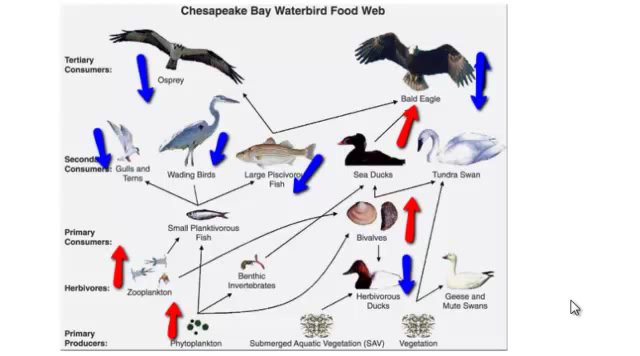 Chesapeake Bay Waterbird Food Web
Tertiary
Consumers:
Osprey
Bald Eagle
Gulls and
Terns
Wading Birds
Large Piscivorous
Fish
Sea Ducks
Tundra Swan
Second
Consumers:
Small Planktivorous
Fish
Bivalves
Primary
Consumers:
Benthic
Invertebrates
Herbivores:
Zooplankton
Herbivorous
Ducks
Geese and
Mute Swans
Primary
Producers:
Phytoplankton
Submerged Aquatic Vegetation (SAV)
Vegetation